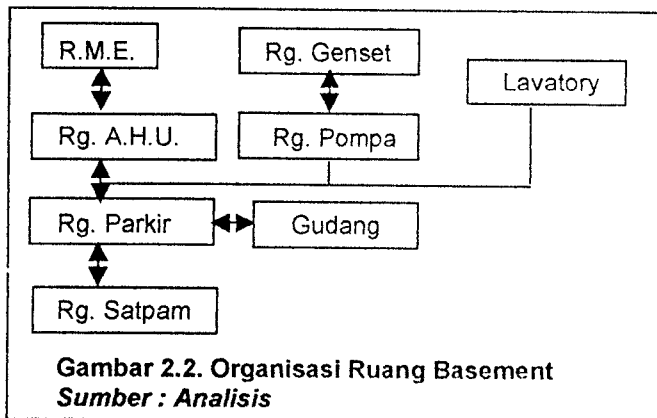 R.M.E.
Rg. Genset
Lavatory
Rg. A.H.U.
Rg. Pompa
Rg. Parkir
Gudang
Rg. Satpam
Gambar 2.2. Organisasi Ruang Basement
Sumber : Analisis